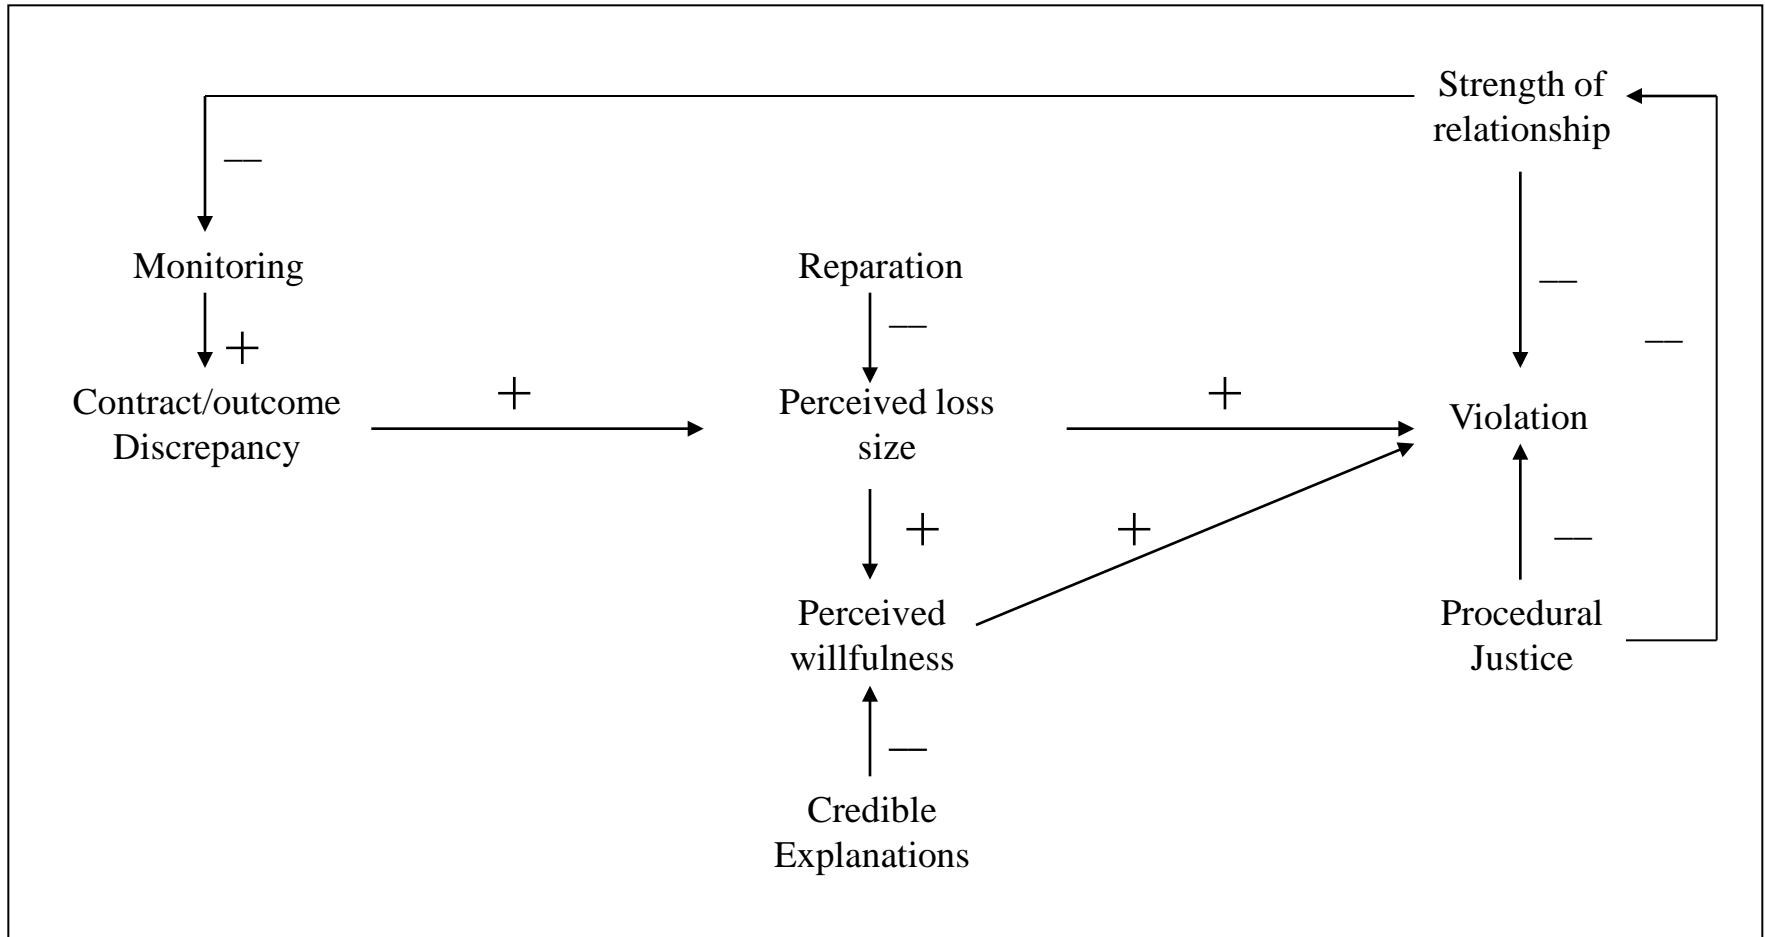 Strength of
relationship
—
Monitoring
+
Contract/outcome
Discrepancy
+
Reparation
—
Perceived loss
size
+
+
Perceived
willfulness
+
—
Credible
Explanations
—
Violation
—
Procedural
Justice
—